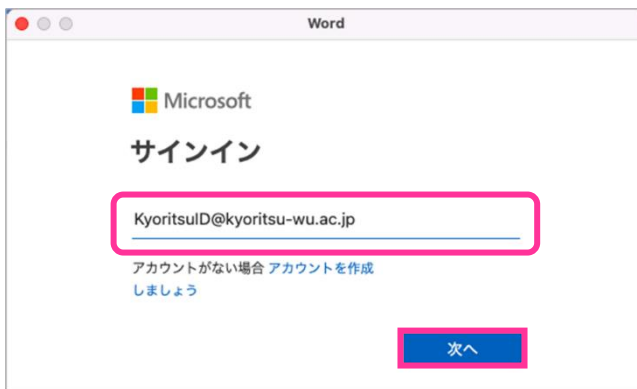 Word
Microsoft
サインイン
KyoritsuID@kyoritsu-wu.ac.jp
アカウントがない場合 アカウントを作成
しましょう
次へ